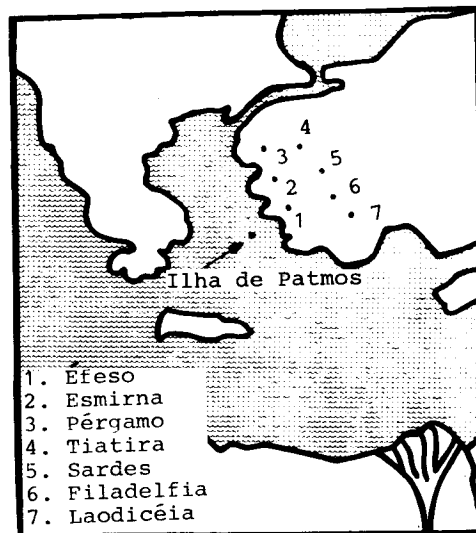 4
3
5
2
6
1
7
Ilha de Patmos
1. Éfeso
2. Esmirna
3. Pérgamo
4. Tiatira
5. Sardes
6. Filadelfia
7. Laodicéia